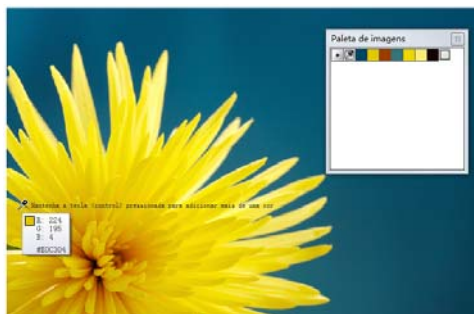 Paleta de imagens
Mantenha a tecla (control) pressionada para adicionar mais de uma cor
R: 224
G: 195
B: 4
#E0C304